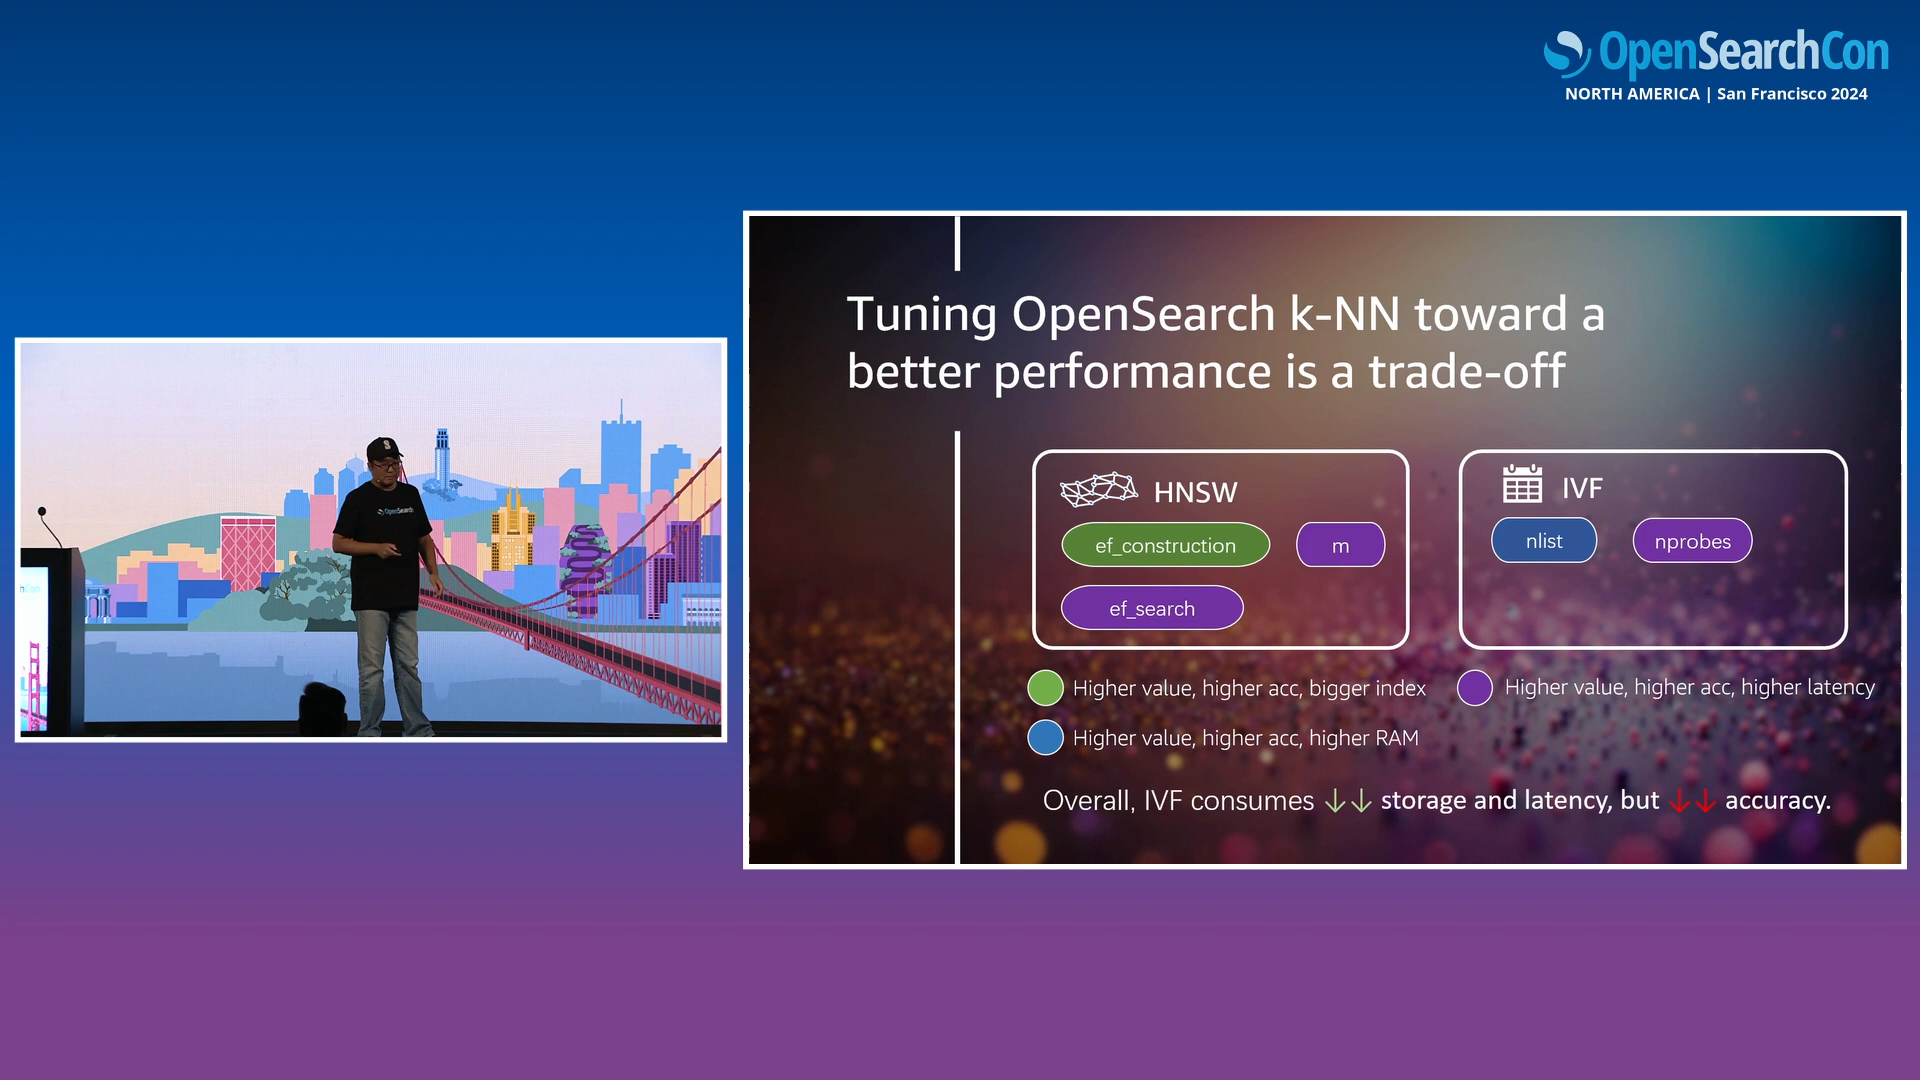 OpenSearchCon
NORTH AMERICA | San Francisco 2024
Tuning OpenSearch k-NN toward a
better performance is a trade-off
HNSW
ef_construction
m
ef_search
IVF
nlist
nprobes
Higher value, higher acc, bigger index
Higher value, higher acc, higher latency
Higher value, higher acc, higher RAM
Overall, IVF consumes ↓↓ storage and latency, but ↓↓ accuracy.
OpenSearch
S